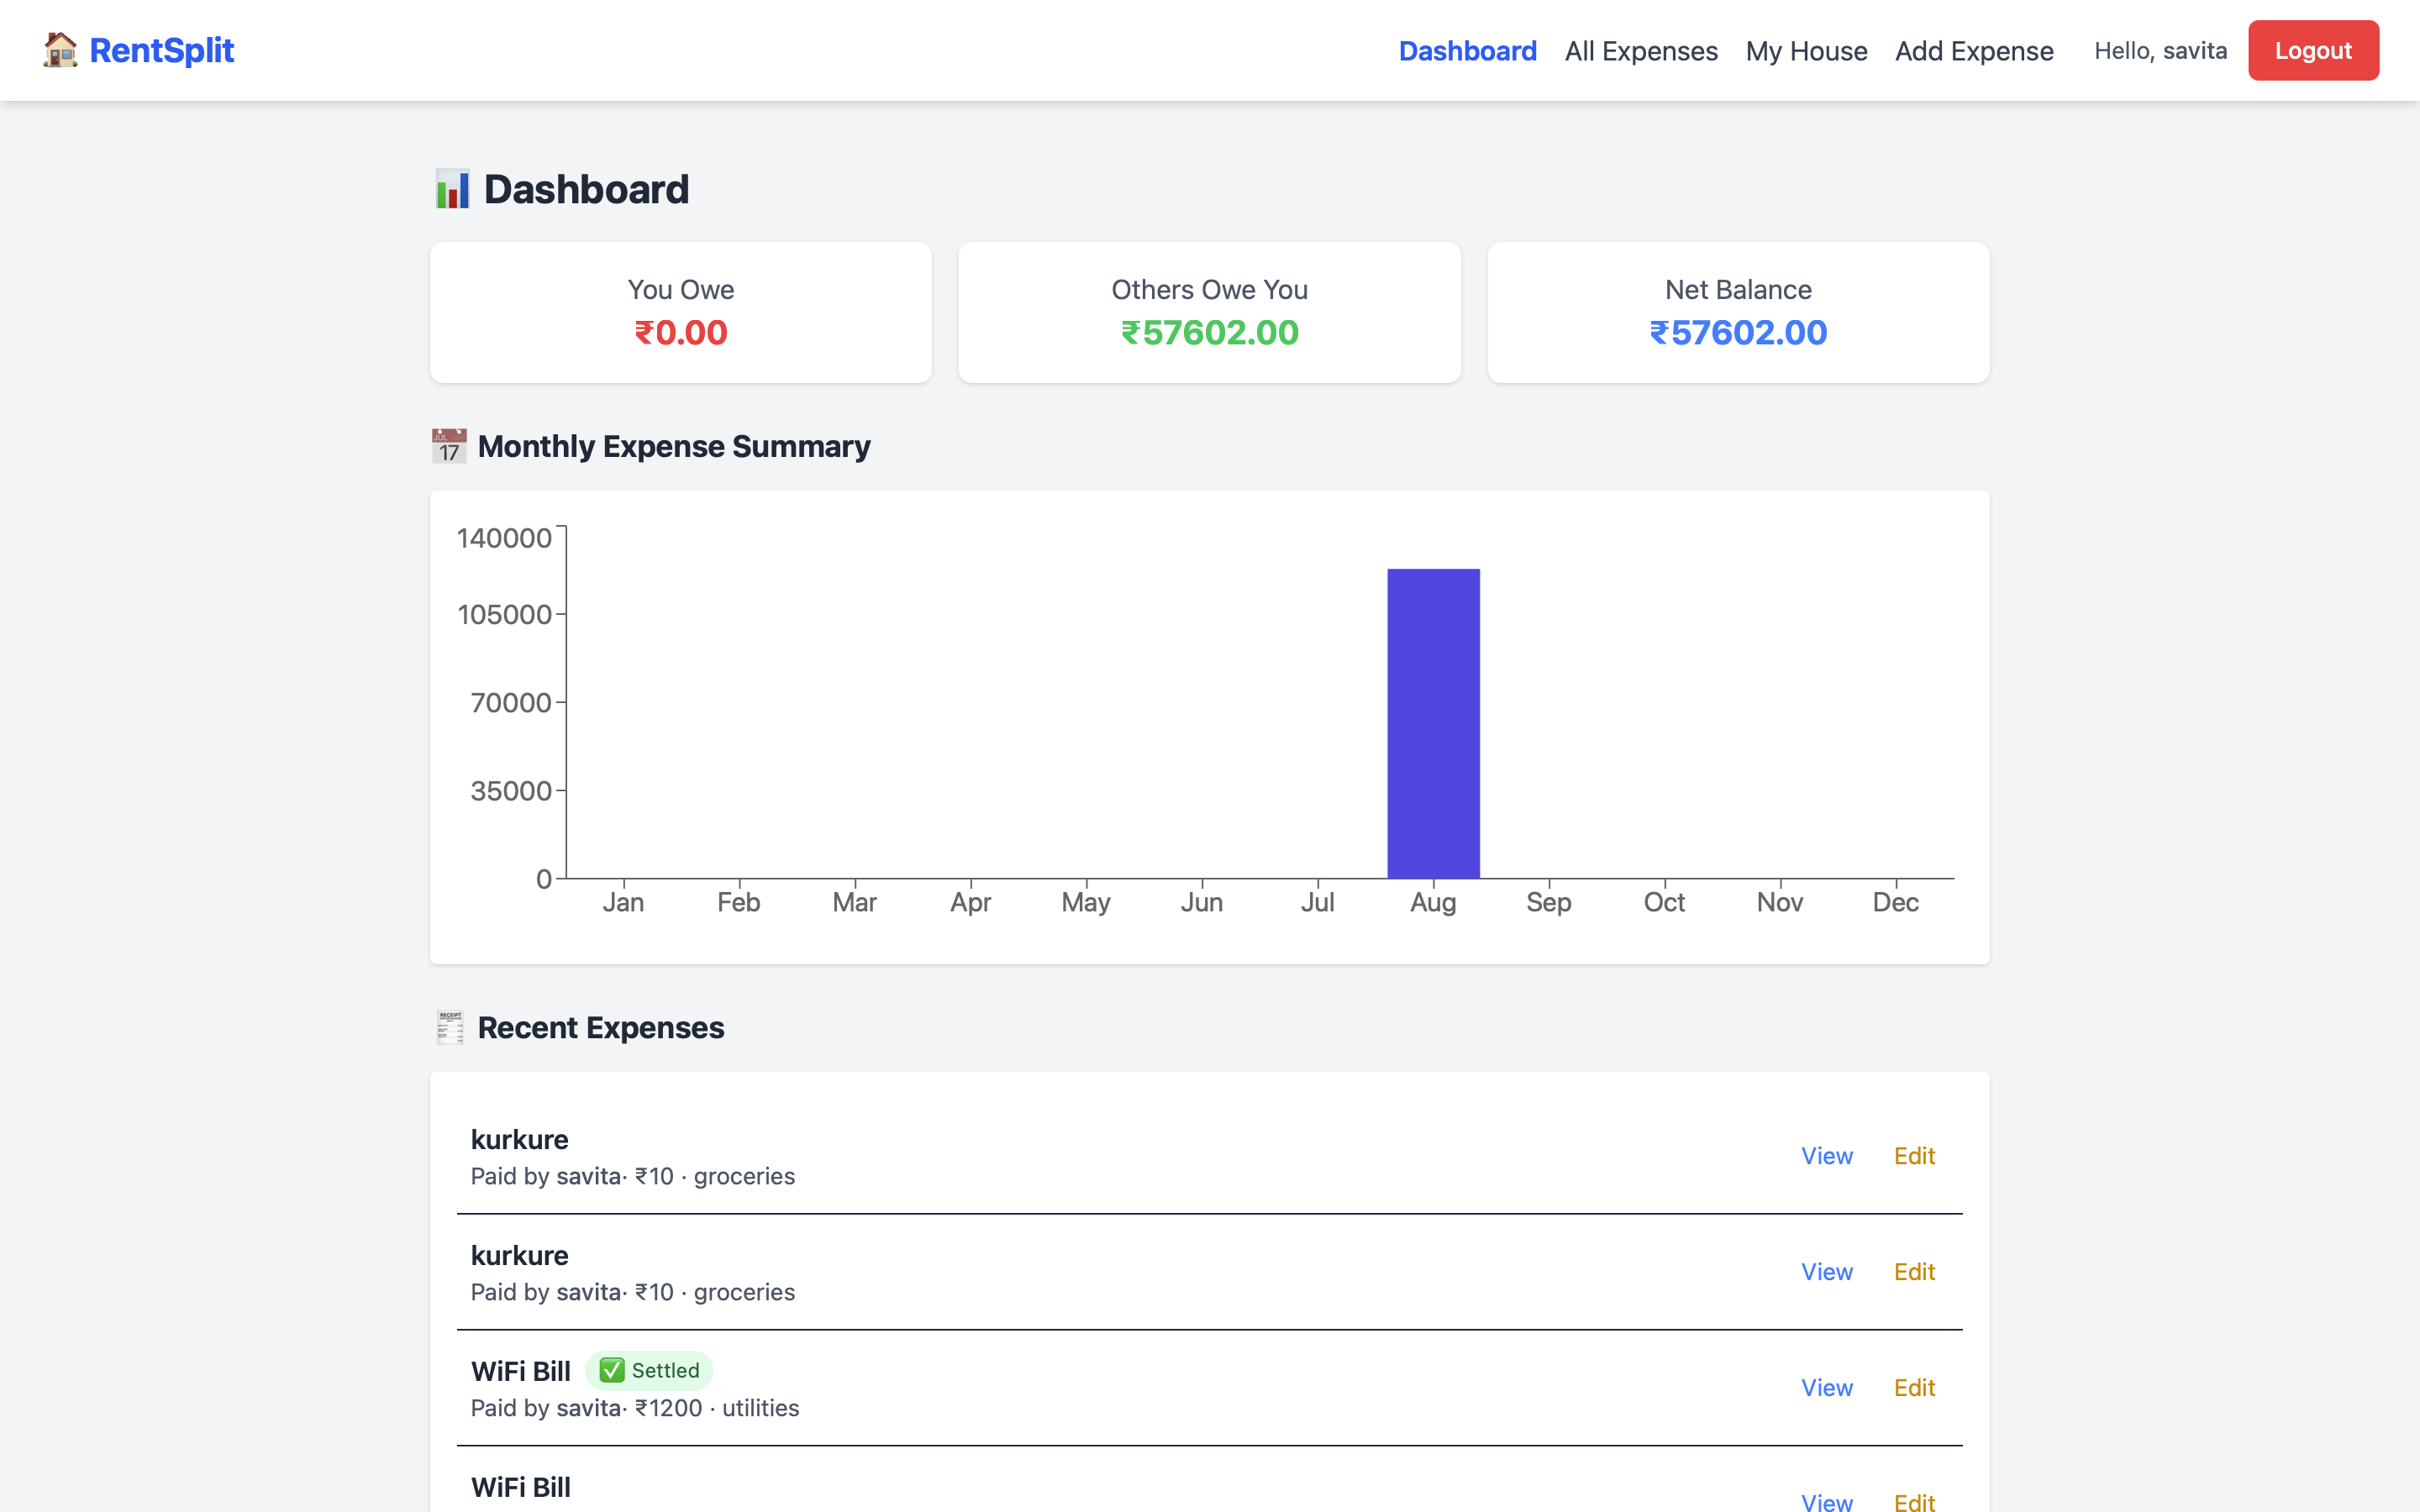 RentSplit
Dashboard All Expenses My House Add Expense Hello, savita Logout
Dashboard
You Owe
₹0.00
Others Owe You
₹57602.00
Net Balance
₹57602.00
JUL
17
Monthly Expense Summary
140000
105000
70000
35000
0
Jan Feb Mar Apr May Jun Jul Aug Sep Oct Nov Dec
RECEIPT
Recent Expenses
kurkure
Paid by savita· ₹10 · groceries
View Edit
kurkure
Paid by savita· ₹10 · groceries
View Edit
WiFi Bill ✅ Settled
Paid by savita· ₹1200 · utilities
View Edit
WiFi Bill
View Edit